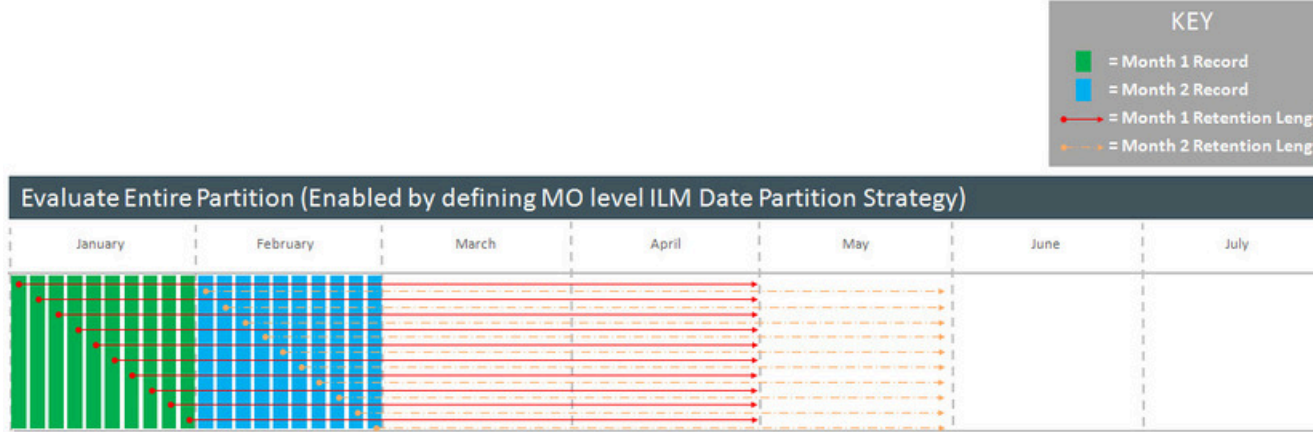 KEY
= Month 1 Record
= Month 2 Record
= Month 1 Retention Leng
= Month 2 Retention Leng
Evaluate Entire Partition (Enabled by defining MO level ILM Date Partition Strategy)
January February March April May June July